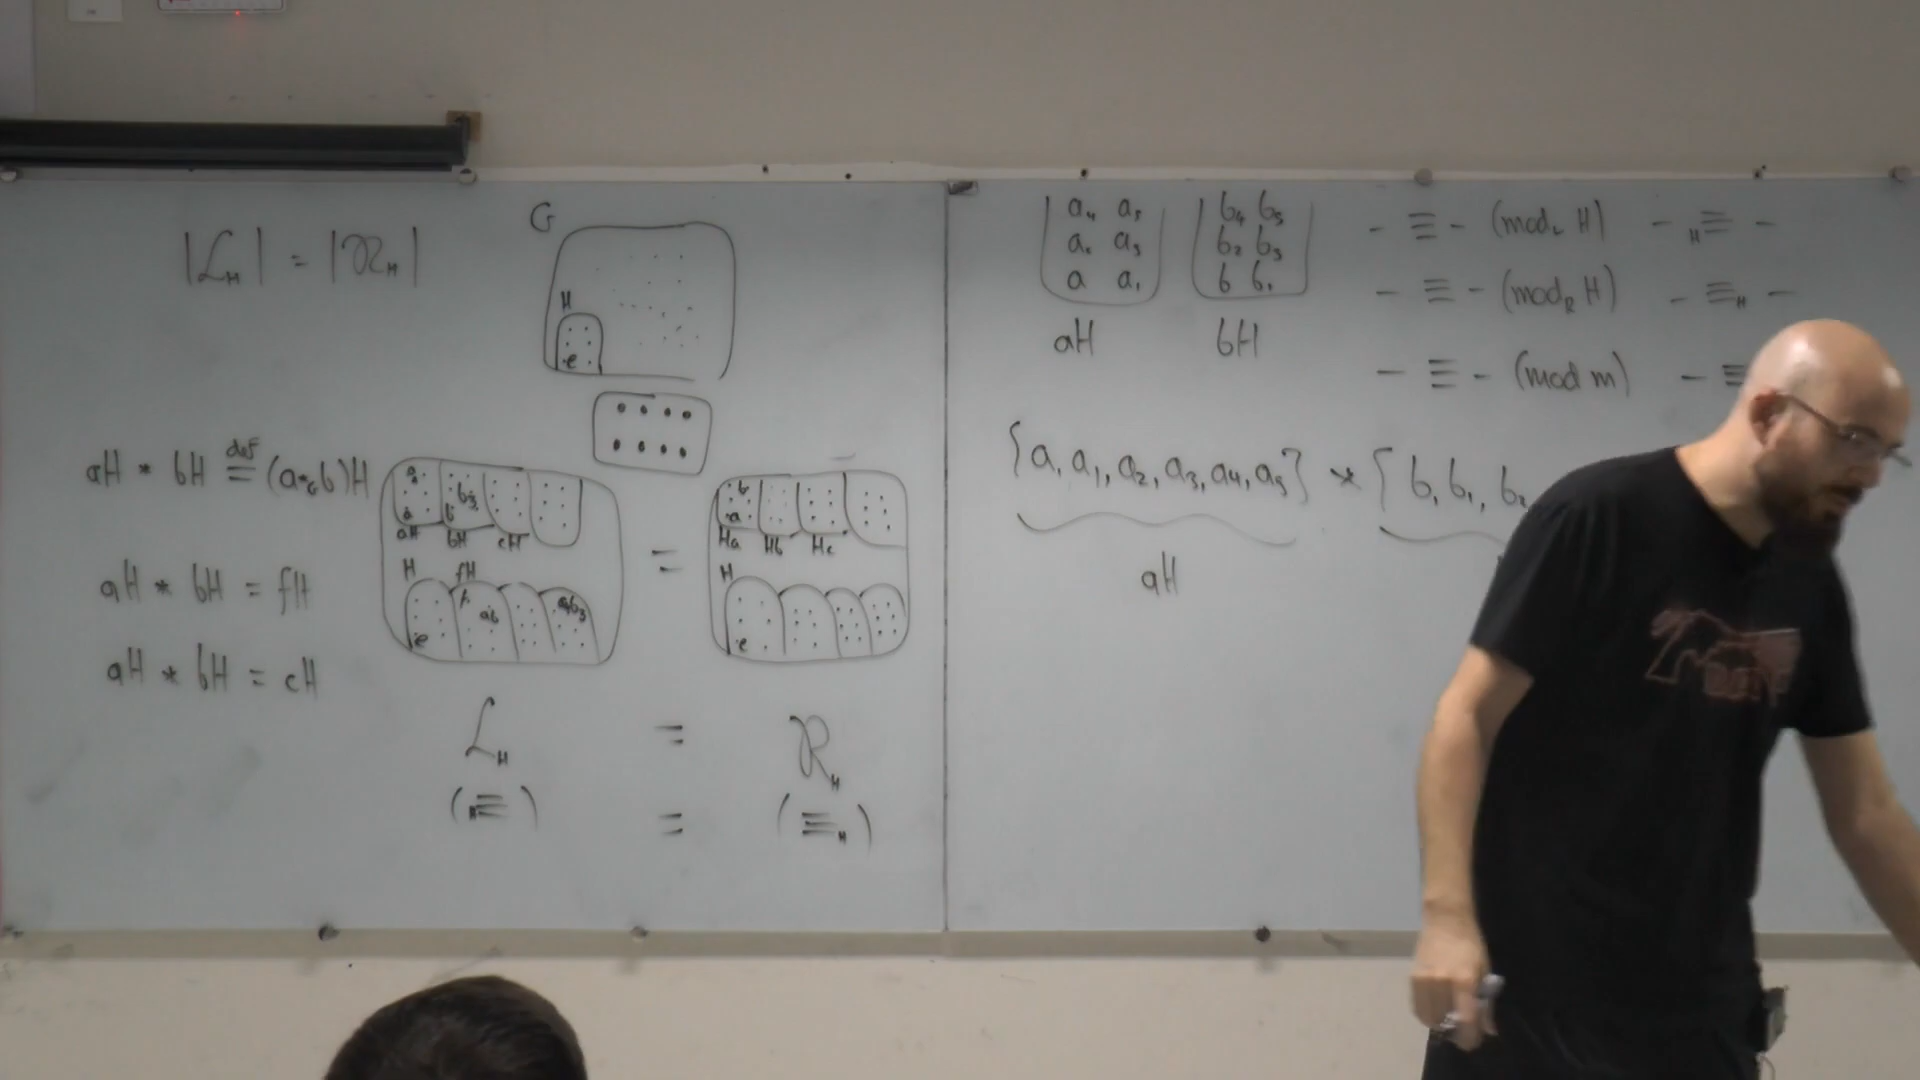 |ℒ_H| = |ℛ_H|
G
H
e
aH * bH ≝ (a *_G b)H
aH * bH = fH
aH * bH = cH
a
aH
b₃
b
bH
cH
H
e
fH
f
ab
=
b
a
Ha
Hb
Hc
H
e
ℒ_H = ℛ_H
(_H≡) = (≡_H)
a₄ a₅
a₂ a₃
a a₁
aH
b₄ b₅
b₂ b₃
b b₁
bH
- ≡ - (mod_L H) - _H≡ -
- ≡ - (mod_R H) - ≡_H -
- ≡ - (mod m) - ≡
{a, a₁, a₂, a₃, a₄, a₅} * {b, b₁, b₂
aH